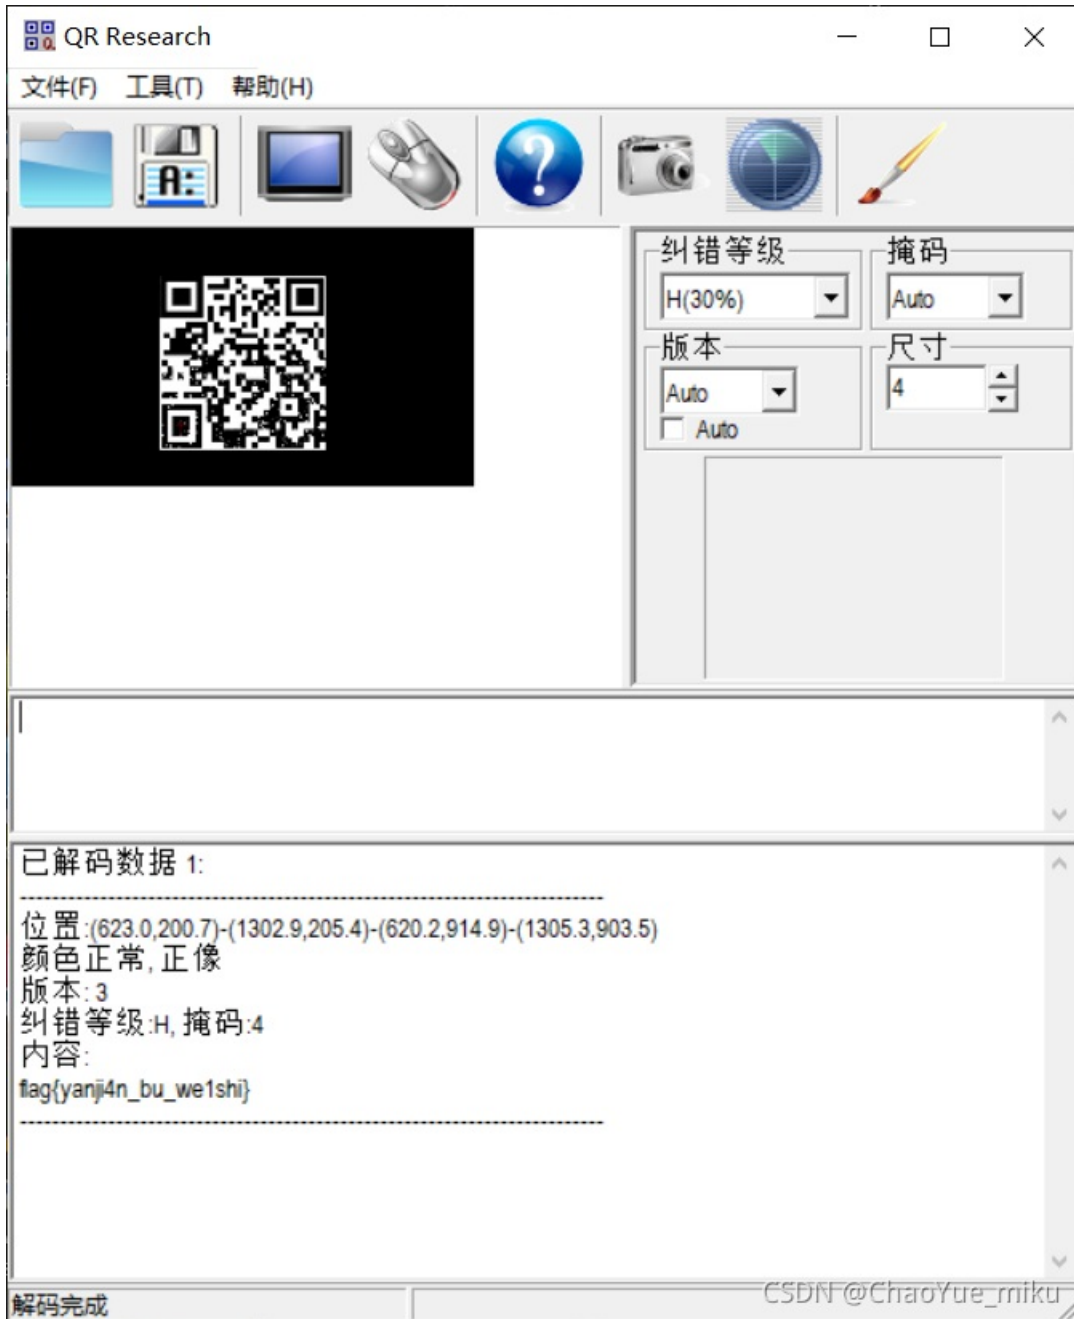 QR Research
文件(F) 工具(T) 帮助(H)
A:
纠错等级 掩码
H(30%) Auto
版本 尺寸
Auto 4
Auto
已解码数据 1:
---------------------------------------------------------------------------
位置:(623.0,200.7)-(1302.9,205.4)-(620.2,914.9)-(1305.3,903.5)
颜色正常, 正像
版本: 3
纠错等级:H, 掩码:4
内容:
flag{yanji4n_bu_we1shi}
---------------------------------------------------------------------------
解码完成
CSDN @ChaoYue_miku